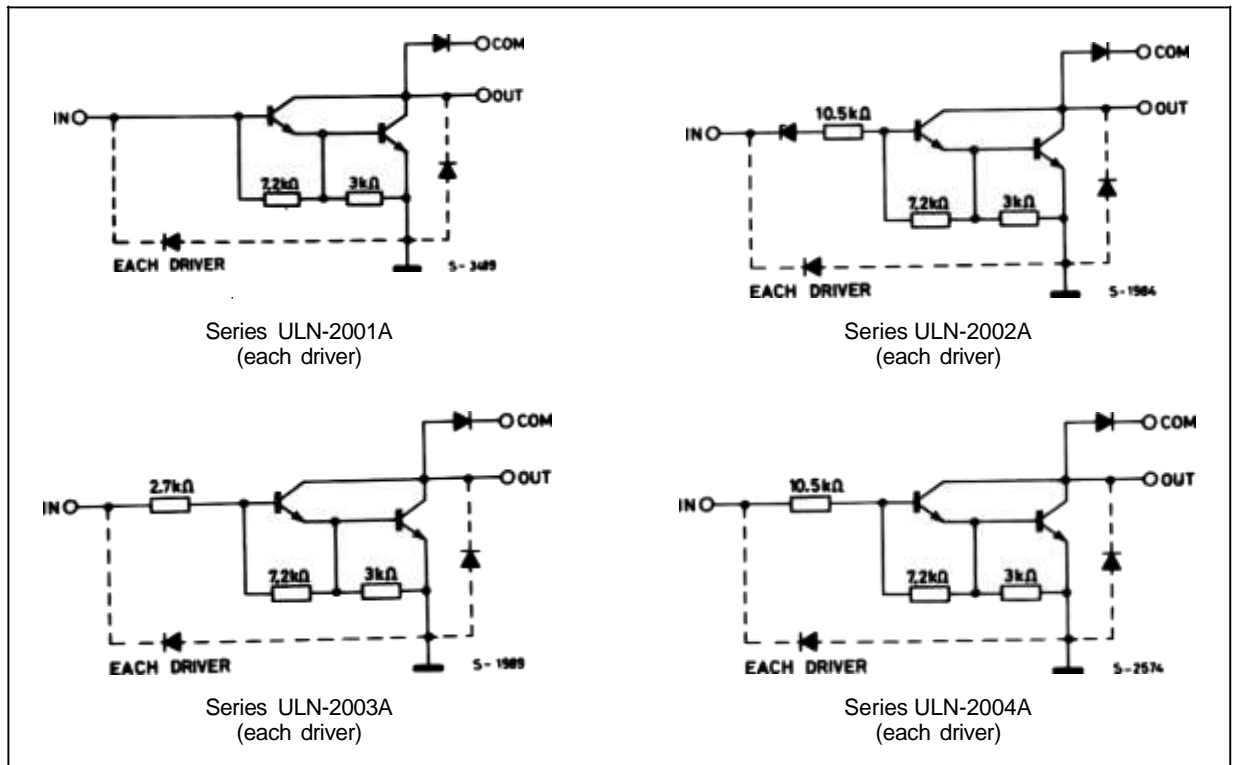 COM
OUT
IN
7.2kΩ
3kΩ
EACH DRIVER
S-3489
Series ULN-2001A
(each driver)
COM
OUT
IN
10.5kΩ
7.2kΩ
3kΩ
EACH DRIVER
S-1984
Series ULN-2002A
(each driver)
COM
OUT
IN
2.7kΩ
7.2kΩ
3kΩ
EACH DRIVER
S-1989
Series ULN-2003A
(each driver)
COM
OUT
IN
10.5kΩ
7.2kΩ
3kΩ
EACH DRIVER
S-2574
Series ULN-2004A
(each driver)